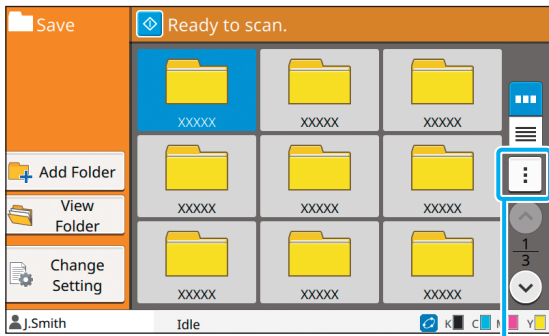 Save
Ready to scan.
XXXXX
XXXXX
XXXXX
Add Folder
View
Folder
XXXXX
XXXXX
XXXXX
1
3
Change
Setting
XXXXX
XXXXX
XXXXX
J.Smith
Idle
K C M Y